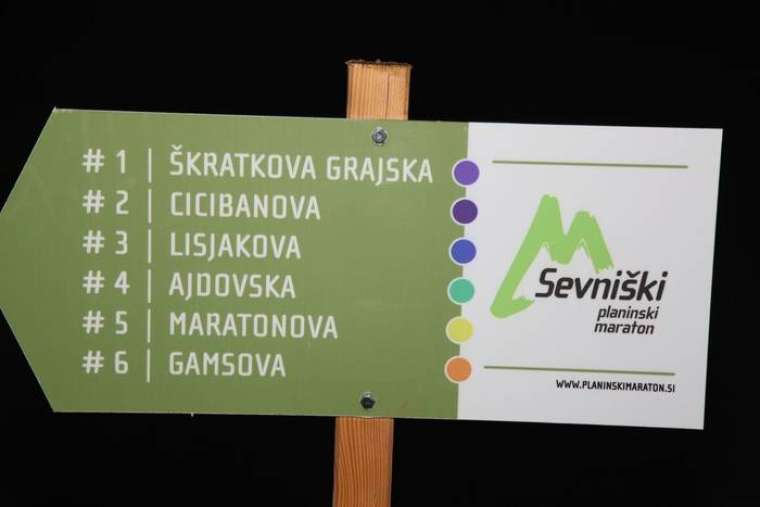 # 1 | ŠKRATKOVA GRAJSKA
# 2 | CICIBANOVA
# 3 | LISJAKOVA
# 4 | AJDOVSKA
# 5 | MARATONOVA
# 6 | GAMSOVA
Sevniški
planinski
maraton
WWW.PLANINSKIMARATON.SI